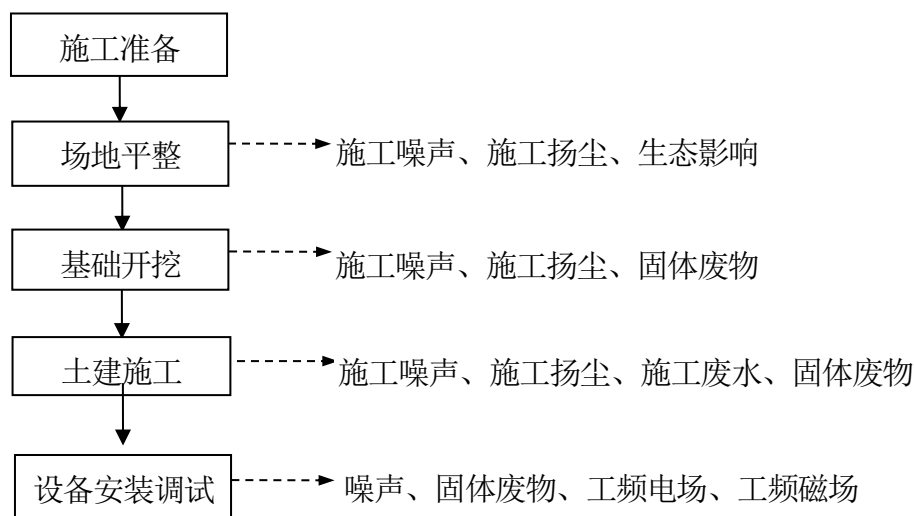 施工准备
场地平整
施工噪声、施工扬尘、生态影响
基础开挖
施工噪声、施工扬尘、固体废物
土建施工
施工噪声、施工扬尘、施工废水、固体废物
设备安装调试
噪声、固体废物、工频电场、工频磁场